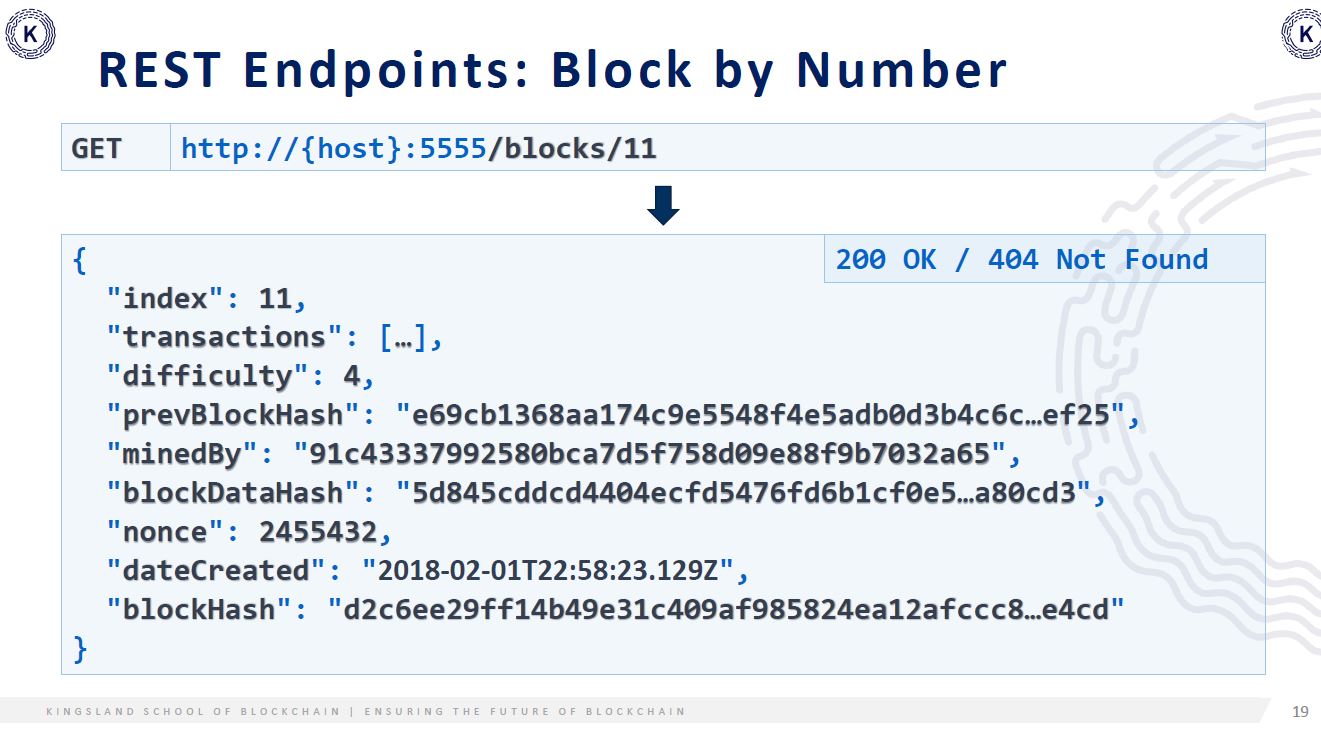 K
K
REST Endpoints: Block by Number
GET http://{host}:5555/blocks/11
200 OK / 404 Not Found
{
"index": 11,
"transactions": […],
"difficulty": 4,
"prevBlockHash": "e69cb1368aa174c9e5548f4e5adb0d3b4c6c…ef25",
"minedBy": "91c43337992580bca7d5f758d09e88f9b7032a65",
"blockDataHash": "5d845cddcd4404ecfd5476fd6b1cf0e5…a80cd3",
"nonce": 2455432,
"dateCreated": "2018-02-01T22:58:23.129Z",
"blockHash": "d2c6ee29ff14b49e31c409af985824ea12afccc8…e4cd"
}
KINGSLAND SCHOOL OF BLOCKCHAIN | ENSURING THE FUTURE OF BLOCKCHAIN
19